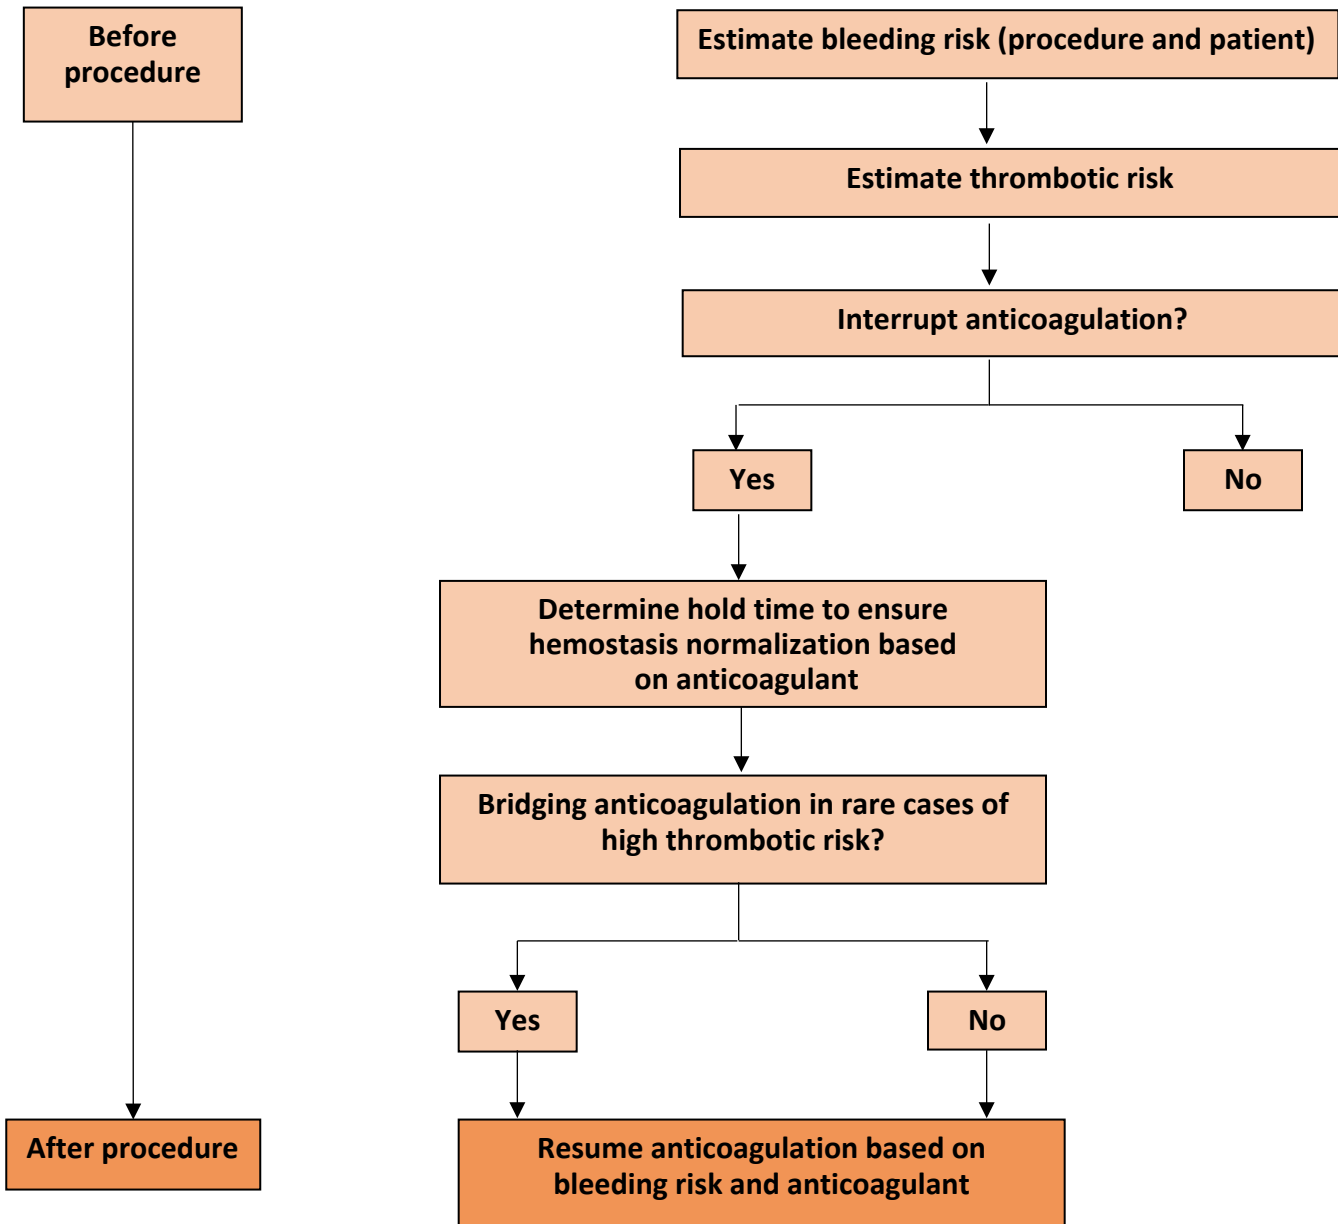 Before
procedure
Estimate bleeding risk (procedure and patient)
Estimate thrombotic risk
Interrupt anticoagulation?
Yes
No
Determine hold time to ensure
hemostasis normalization based
on anticoagulant
Bridging anticoagulation in rare cases of
high thrombotic risk?
Yes
No
After procedure
Resume anticoagulation based on
bleeding risk and anticoagulant